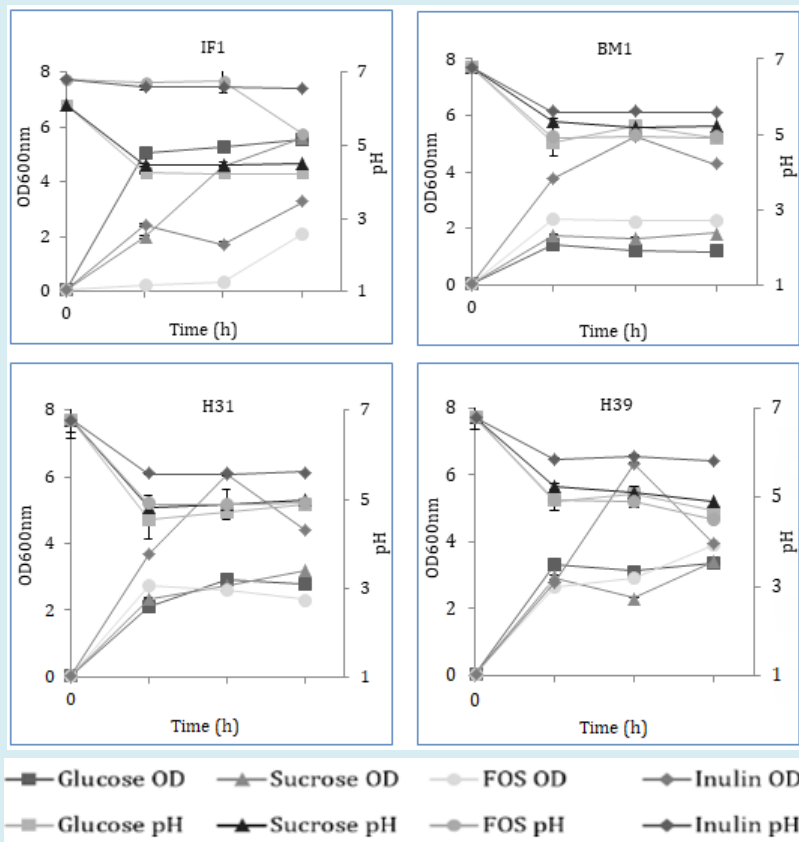 IF1
8
6
4
2
0
OD600nm
7
5
3
1
pH
0
Time (h)
BM1
8
6
4
2
0
OD600nm
7
5
3
1
pH
0
Time (h)
H31
8
6
4
2
0
OD600nm
7
5
3
1
pH
0
Time (h)
H39
8
6
4
2
0
OD600nm
7
5
3
1
pH
0
Time (h)
Glucose OD Sucrose OD FOS OD Inulin OD
Glucose pH Sucrose pH FOS pH Inulin pH